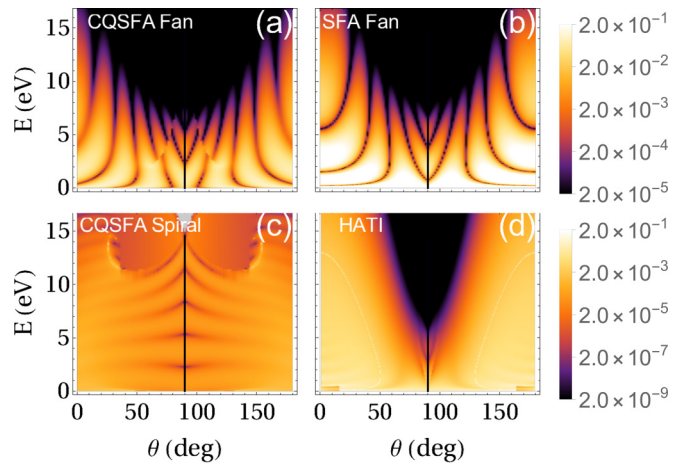 CQSFA Fan (a)
SFA Fan (b)
E (eV)
15
10
5
0
2.0 × 10⁻¹
2.0 × 10⁻²
2.0 × 10⁻³
2.0 × 10⁻⁴
2.0 × 10⁻⁵
CQSFA Spiral (c)
HATI (d)
E (eV)
15
10
5
0
2.0 × 10⁻¹
2.0 × 10⁻³
2.0 × 10⁻⁵
2.0 × 10⁻⁷
2.0 × 10⁻⁹
0 50 100 150
0 50 100 150
θ (deg)
θ (deg)